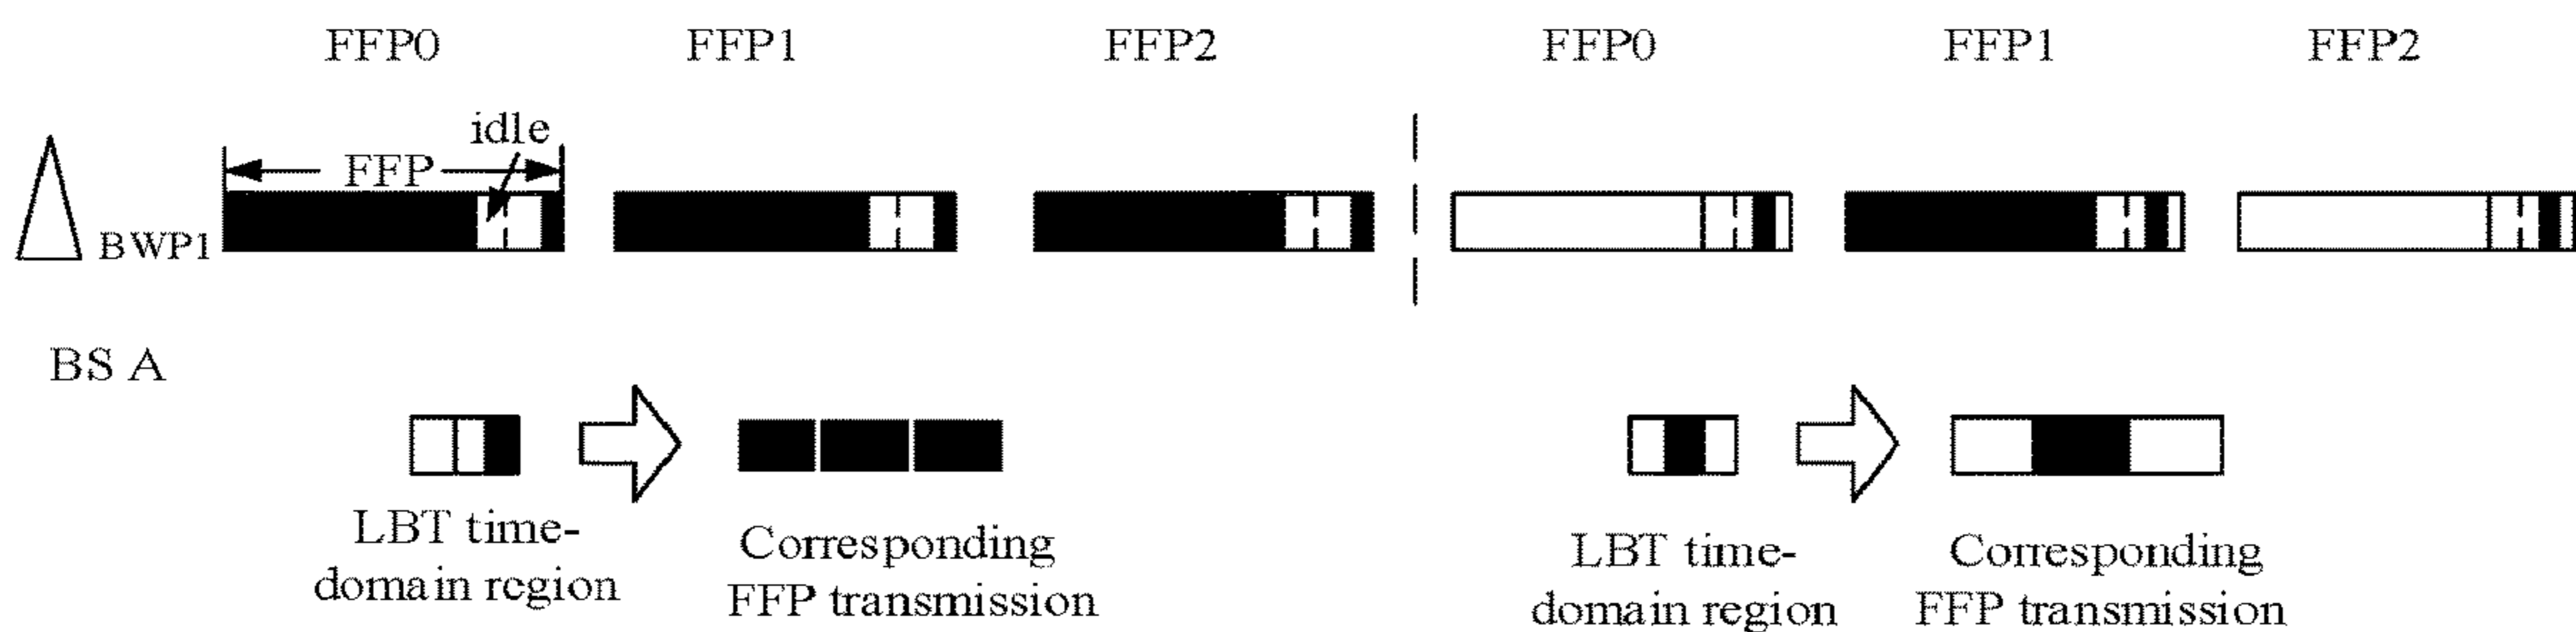 FFP0 FFP1 FFP2 FFP0 FFP1 FFP2
idle
FFP
BWP1
BS A
LBT time-
domain region
Corresponding
FFP transmission
LBT time-
domain region
Corresponding
FFP transmission